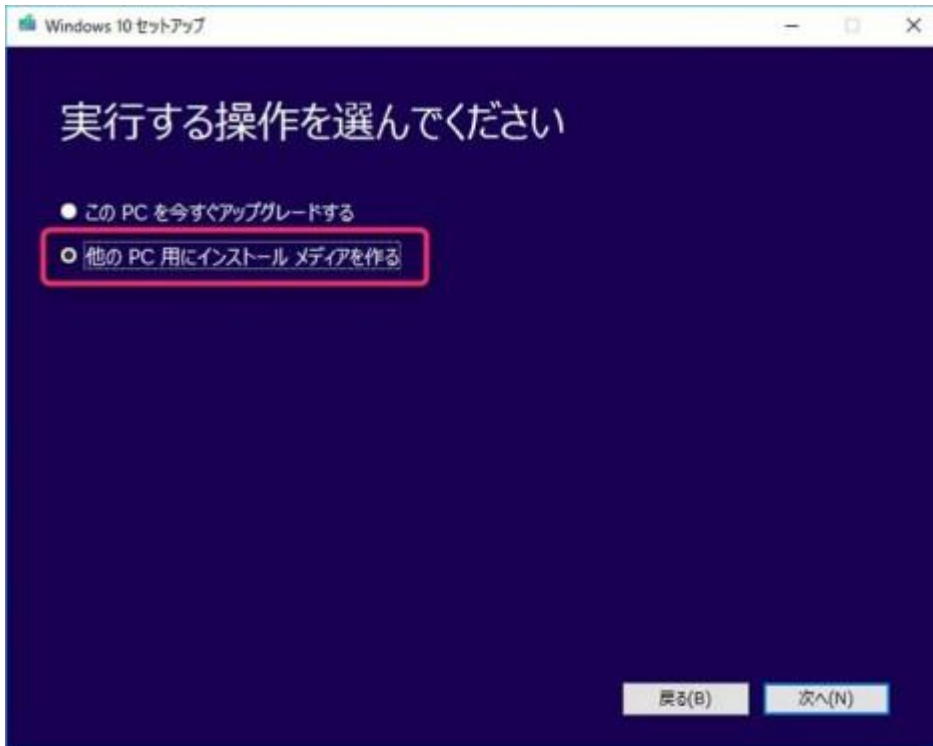 Windows 10 セットアップ
実行する操作を選んでください
この PC を今すぐアップグレードする
他の PC 用にインストール メディアを作る
戻る(B)
次へ(N)